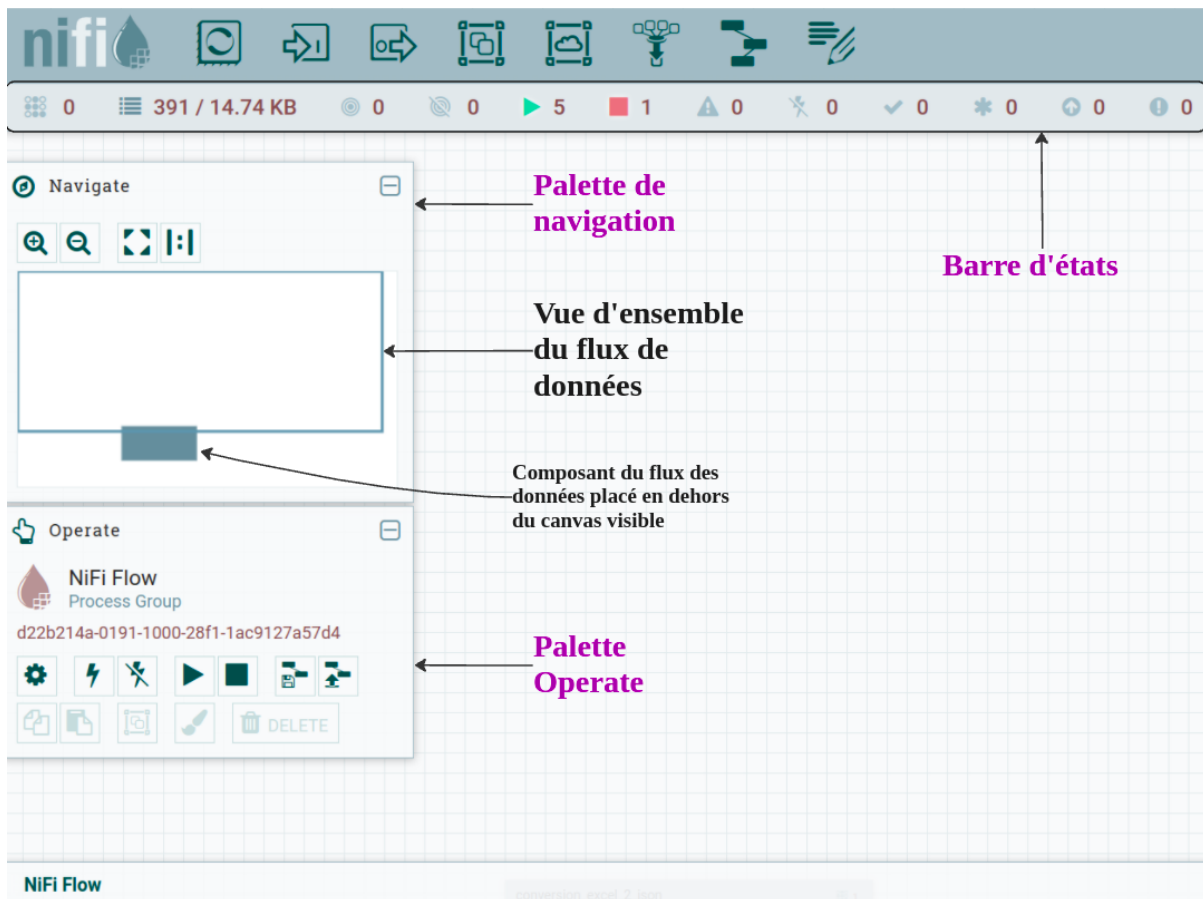 nifi
0 391 / 14.74 KB 0 0 5 1 0 0 0 0 0 0
Navigate
Palette de
navigation
Barre d'états
Vue d'ensemble
du flux de
données
Composant du flux des
données placé en dehors
du canvas visible
Operate
NiFi Flow
Process Group
d22b214a-0191-1000-28f1-1ac9127a57d4
Palette
Operate
DELETE
NiFi Flow
conversion_excel_2_json